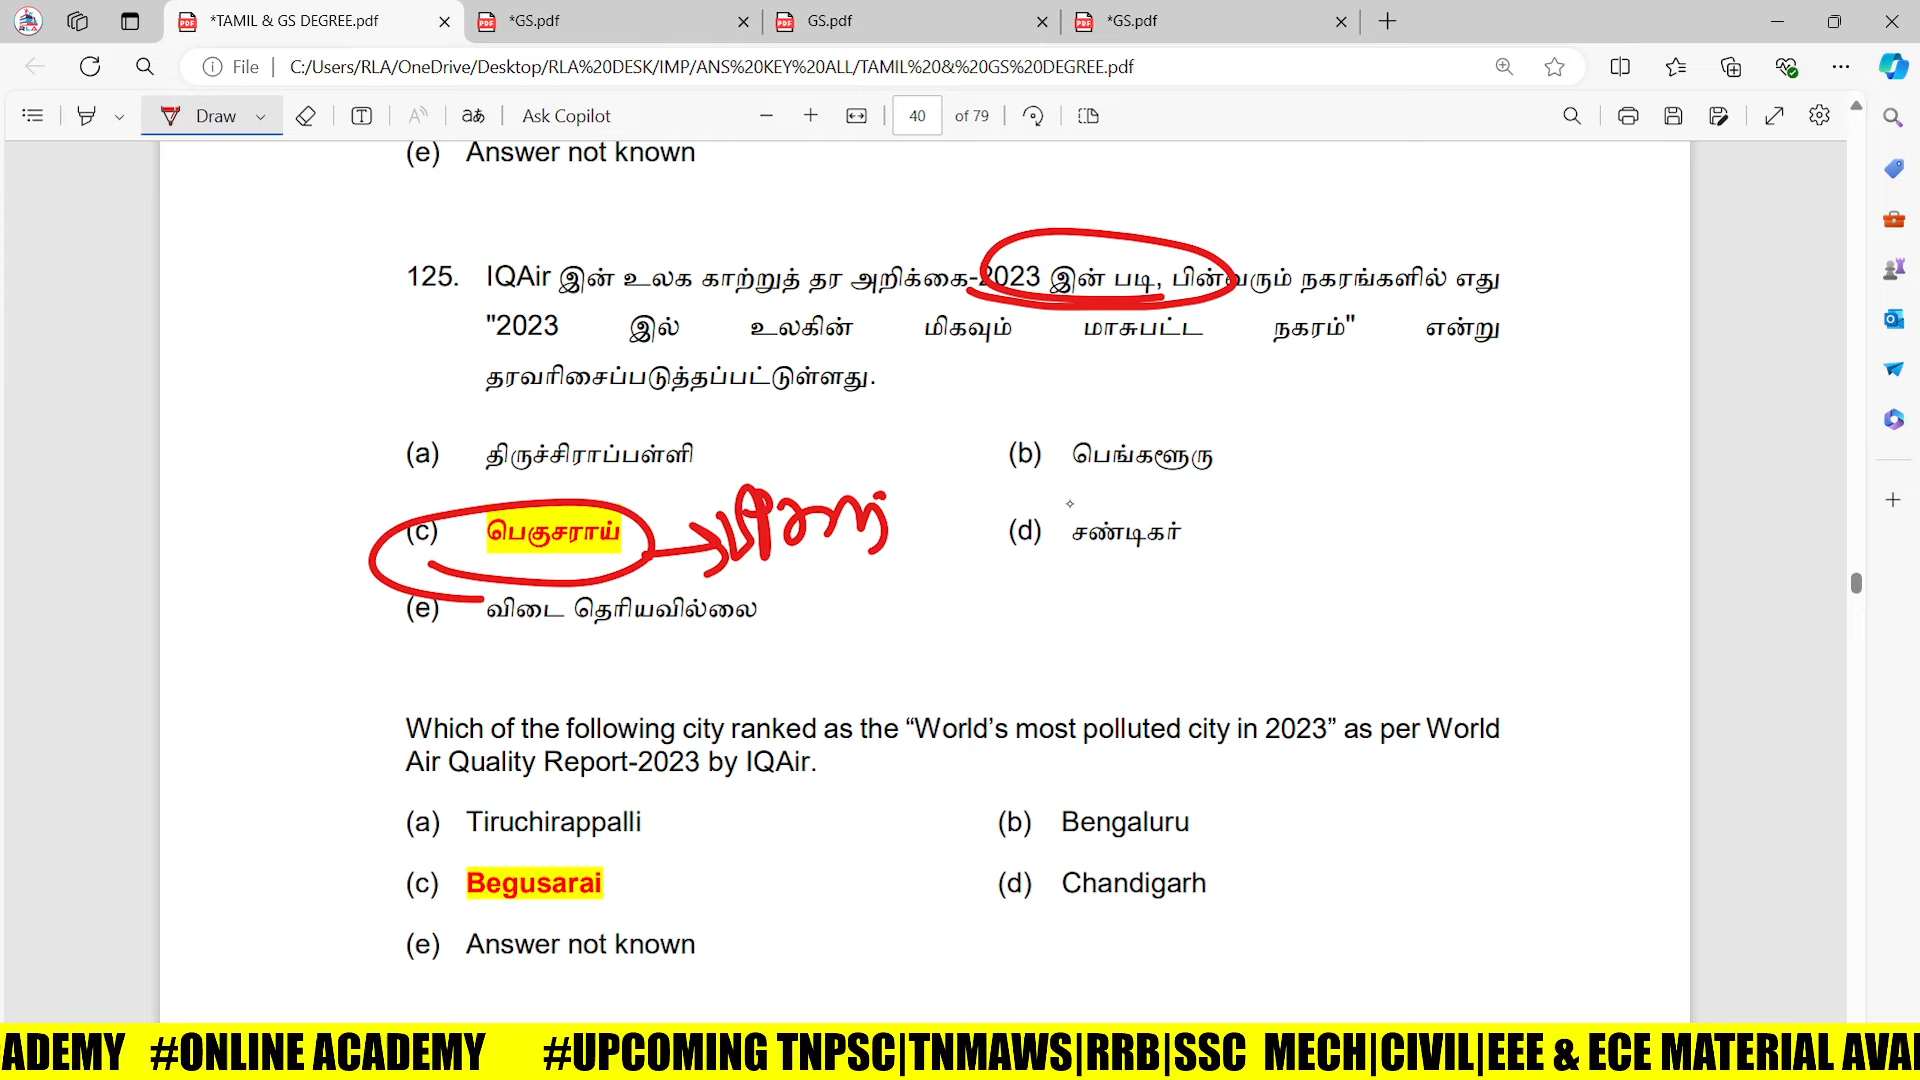 *TAMIL & GS DEGREE.pdf
*GS.pdf
GS.pdf
*GS.pdf
File
C:/Users/RLA/OneDrive/Desktop/RLA%20DESK/IMP/ANS%20KEY%20ALL/TAMIL%20&%20GS%20DEGREE.pdf
Draw
Ask Copilot
40 of 79
(e) Answer not known
125. IQAir இன் உலக காற்றுத் தர அறிக்கை-2023 இன் படி, பின்வரும் நகரங்களில் எது
"2023 இல் உலகின் மிகவும் மாசுபட்ட நகரம்" என்று
தரவரிசைப்படுத்தப்பட்டுள்ளது.
(a) திருச்சிராப்பள்ளி (b) பெங்களூரு
(c) பெகுசராய் பீகார் (d) சண்டிகர்
(e) விடை தெரியவில்லை
Which of the following city ranked as the “World’s most polluted city in 2023” as per World
Air Quality Report-2023 by IQAir.
(a) Tiruchirappalli (b) Bengaluru
(c) Begusarai (d) Chandigarh
(e) Answer not known
ADEMY #ONLINE ACADEMY #UPCOMING TNPSC|TNMAWS|RRB|SSC MECH|CIVIL|EEE & ECE MATERIAL AVAI